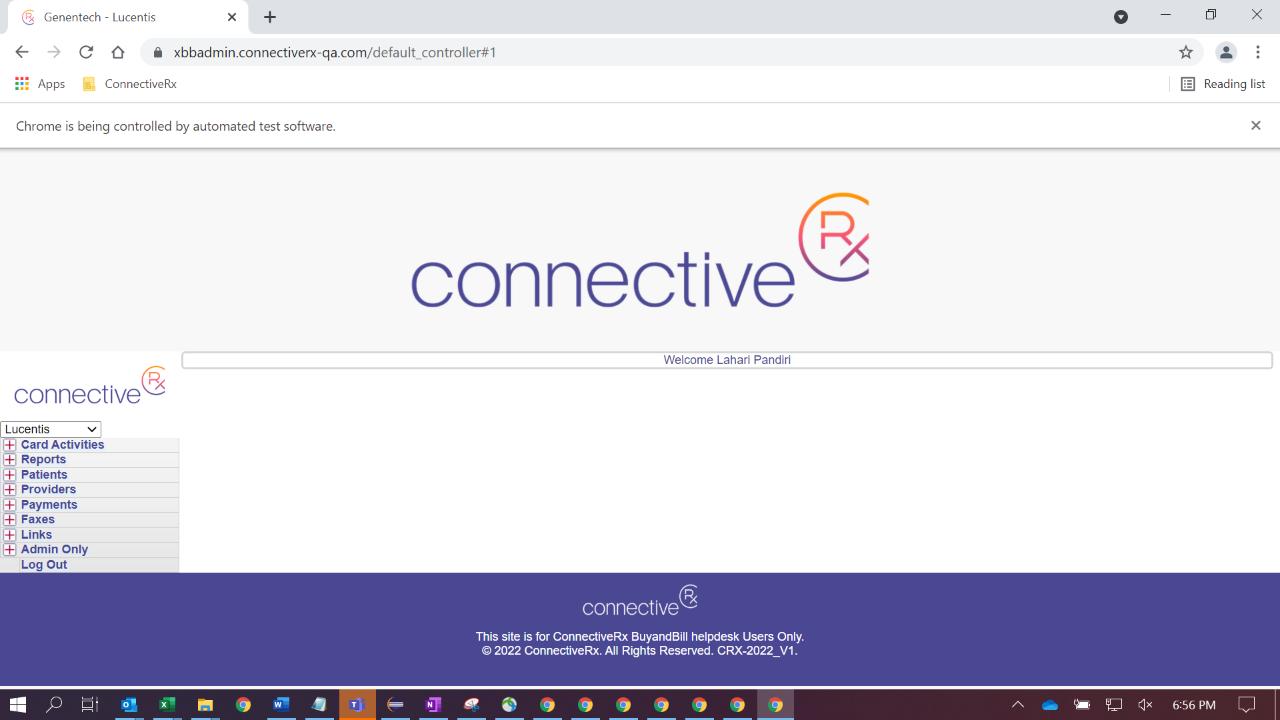 Genentech - Lucentis
xbbadmin.connectiverx-qa.com/default_controller#1
Apps
ConnectiveRx
Reading list
Chrome is being controlled by automated test software.
connective Rx
Welcome Lahari Pandiri
connective Rx
Lucentis
Card Activities
Reports
Patients
Providers
Payments
Faxes
Links
Admin Only
Log Out
connective Rx
This site is for ConnectiveRx BuyandBill helpdesk Users Only.
© 2022 ConnectiveRx. All Rights Reserved. CRX-2022_V1.
6:56 PM